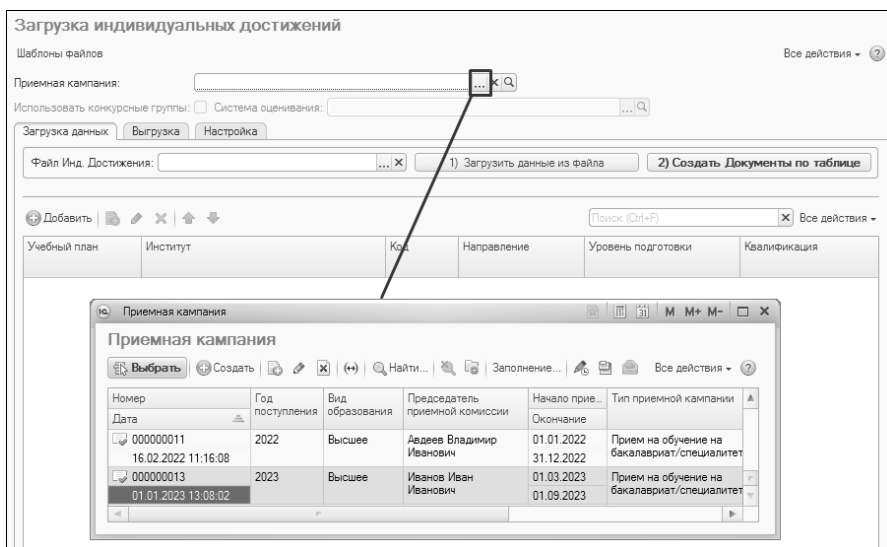 Загрузка индивидуальных достижений
Шаблоны файлов
Все действия
Приемная кампания:
Использовать конкурсные группы:
Система оценивания:
Загрузка данных
Выгрузка
Настройка
Файл Инд. Достижения:
1) Загрузить данные из файла
2) Создать Документы по таблице
Добавить
Поиск (Ctrl+F)
Все действия
Учебный план
Институт
Код
Направление
Уровень подготовки
Квалификация
Приемная кампания
M M+ M-
Приемная кампания
Выбрать
Создать
Найти...
Заполнение...
Все действия
Номер
Год поступления
Вид образования
Председатель приемной комиссии
Начало прие...
Тип приемной кампании
Дата
Окончание
000000011
2022
Высшее
Авдеев Владимир Иванович
01.01.2022
Прием на обучение на бакалавриат/специалитет
16.02.2022 11:16:08
31.12.2022
000000013
2023
Высшее
Иванов Иван Иванович
01.03.2023
Прием на обучение на бакалавриат/специалитет
01.01.2023 13:08:02
01.09.2023